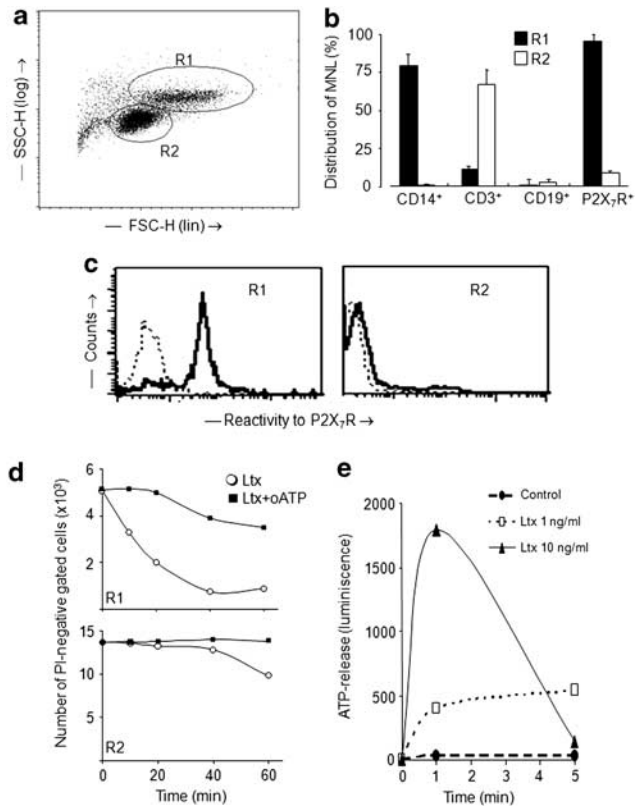 a
— SSC-H (log) →
R1
R2
— FSC-H (lin) →
b
Distribution of MNL (%)
100
75
50
25
0
R1
R2
CD14⁺
CD3⁺
CD19⁺
P2X₇R⁺
c
— Counts →
R1
R2
— Reactivity to P2X₇R →
d
Number of PI-negative gated cells (x10³)
6
4
2
Ltx
Ltx+oATP
R1
15
10
5
R2
0
20
40
60
Time (min)
e
ATP-release (luminiscence)
2000
1500
1000
500
0
Control
Ltx 1 ng/ml
Ltx 10 ng/ml
0
1
2
3
4
5
Time (min)